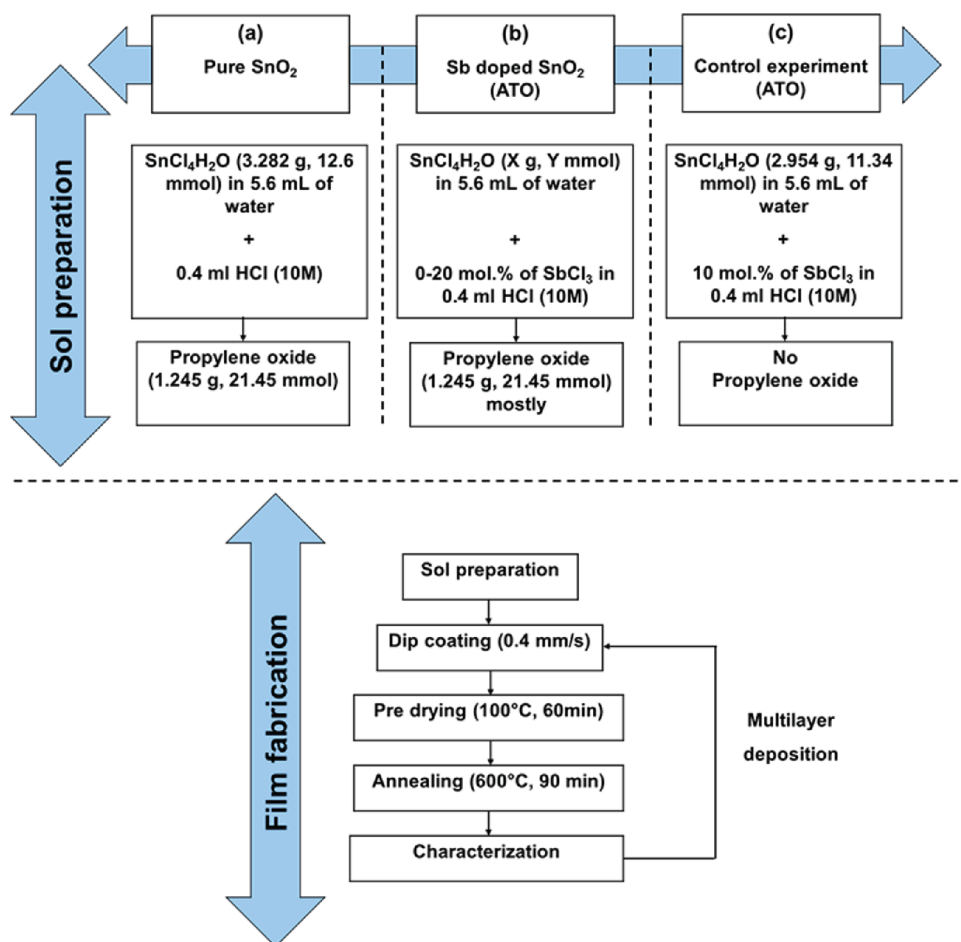 (a)
Pure SnO₂
(b)
Sb doped SnO₂
(ATO)
(c)
Control experiment
(ATO)
Sol preparation
SnCl₄H₂O (3.282 g, 12.6
mmol) in 5.6 mL of
water
+
0.4 ml HCl (10M)
SnCl₄H₂O (X g, Y mmol)
in 5.6 mL of water
+
0-20 mol.% of SbCl₃ in
0.4 ml HCl (10M)
SnCl₄H₂O (2.954 g, 11.34
mmol) in 5.6 mL of
water
+
10 mol.% of SbCl₃ in
0.4 ml HCl (10M)
Propylene oxide
(1.245 g, 21.45 mmol)
Propylene oxide
(1.245 g, 21.45 mmol)
mostly
No
Propylene oxide
Film fabrication
Sol preparation
Dip coating (0.4 mm/s)
Pre drying (100°C, 60min)
Annealing (600°C, 90 min)
Characterization
Multilayer
deposition